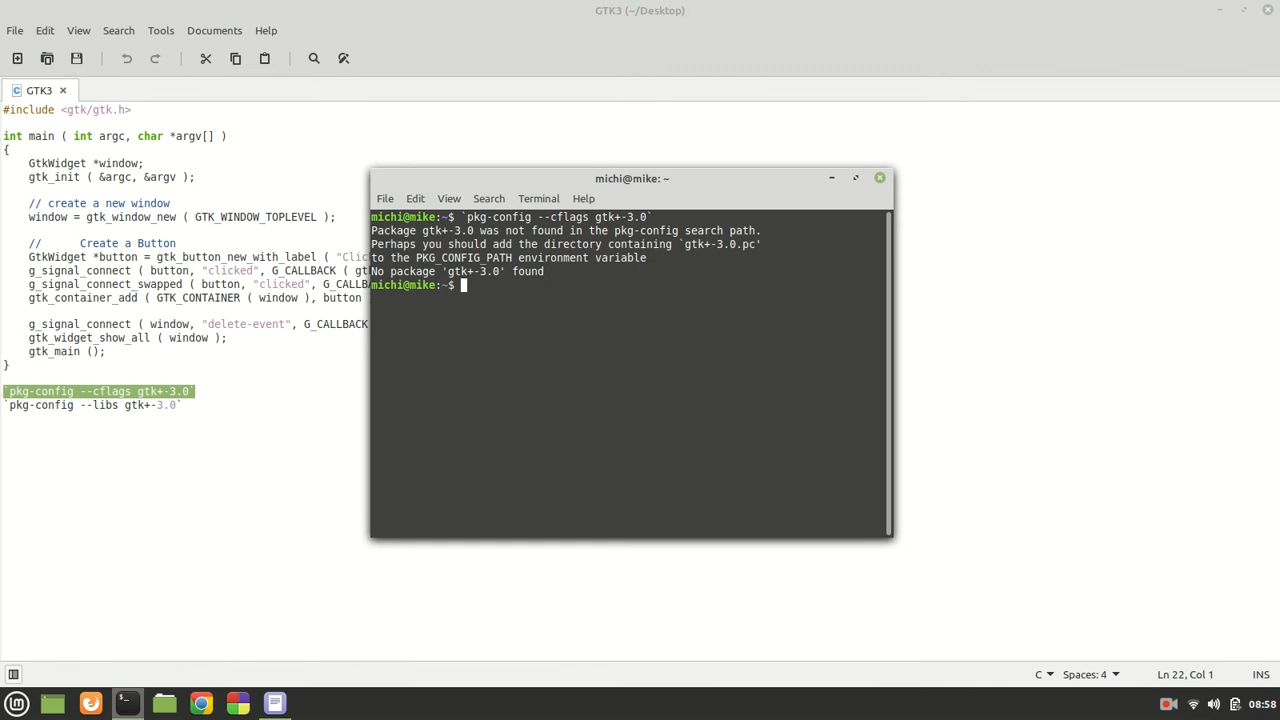 GTK3 (~/Desktop)
File Edit View Search Tools Documents Help
GTK3
#include <gtk/gtk.h>
int main ( int argc, char *argv[] )
{
GtkWidget *window;
gtk_init ( &argc, &argv );
// create a new window
window = gtk_window_new ( GTK_WINDOW_TOPLEVEL );
// Create a Button
GtkWidget *button = gtk_button_new_with_label ( "Clic
g_signal_connect ( button, "clicked", G_CALLBACK ( gt
g_signal_connect_swapped ( button, "clicked", G_CALLB
gtk_container_add ( GTK_CONTAINER ( window ), button
g_signal_connect ( window, "delete-event", G_CALLBACK
gtk_widget_show_all ( window );
gtk_main ();
}
`pkg-config --cflags gtk+-3.0`
`pkg-config --libs gtk+-3.0`
michi@mike: ~
File Edit View Search Terminal Help
michi@mike:~$ `pkg-config --cflags gtk+-3.0`
Package gtk+-3.0 was not found in the pkg-config search path.
Perhaps you should add the directory containing `gtk+-3.0.pc'
to the PKG_CONFIG_PATH environment variable
No package 'gtk+-3.0' found
michi@mike:~$
C Spaces: 4 Ln 22, Col 1 INS
08:58